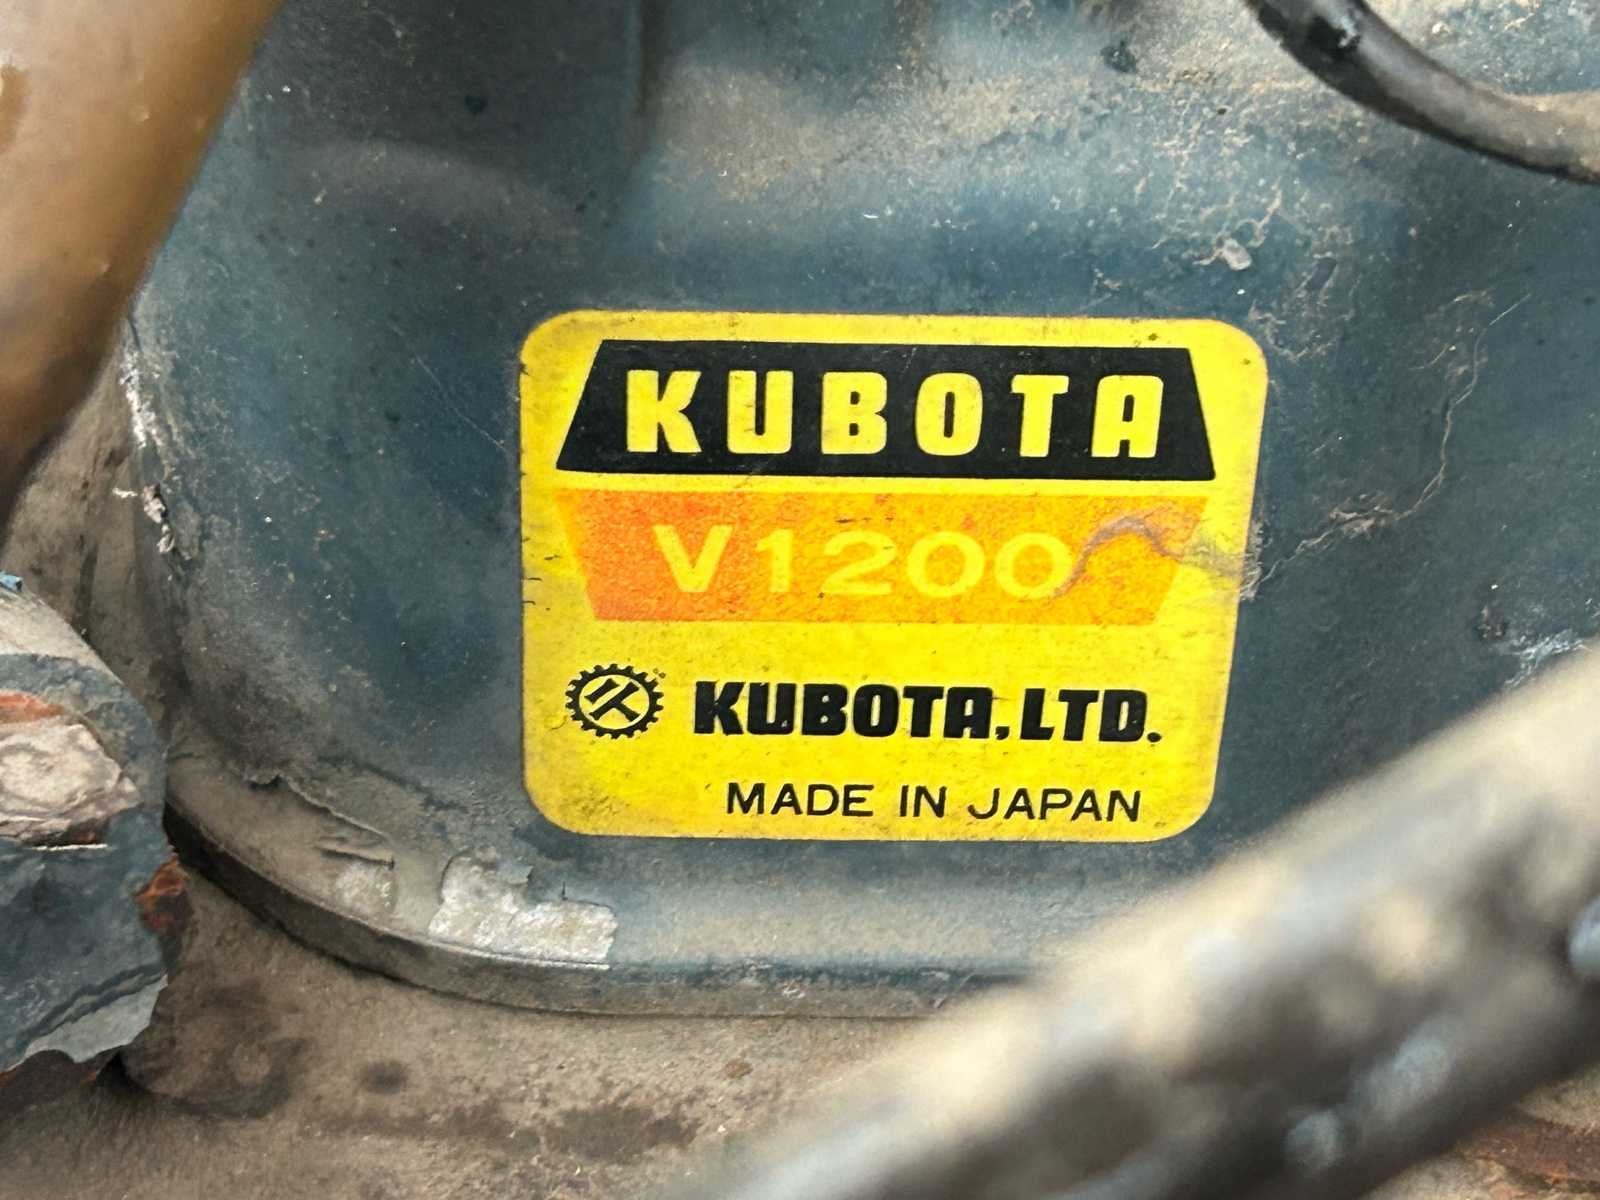 KUBOTA
V1200
KUBOTA, LTD.
MADE IN JAPAN